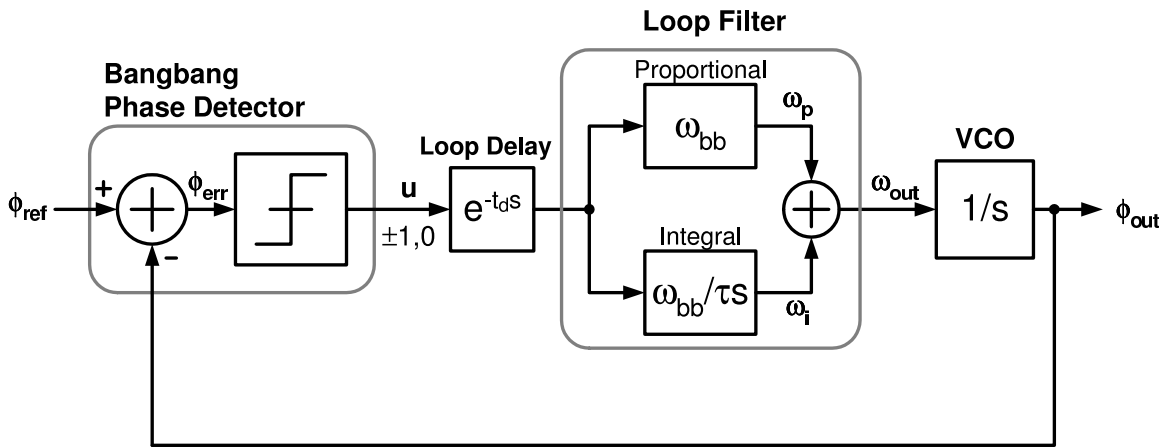 Loop Filter
Bangbang
Phase Detector
Proportional
ω_bb
ω_p
Loop Delay
VCO
ϕ_ref
+
-
ϕ_err
u
±1,0
e^-t_d s
ω_out
1/s
ϕ_out
Integral
ω_bb/τs
ω_i